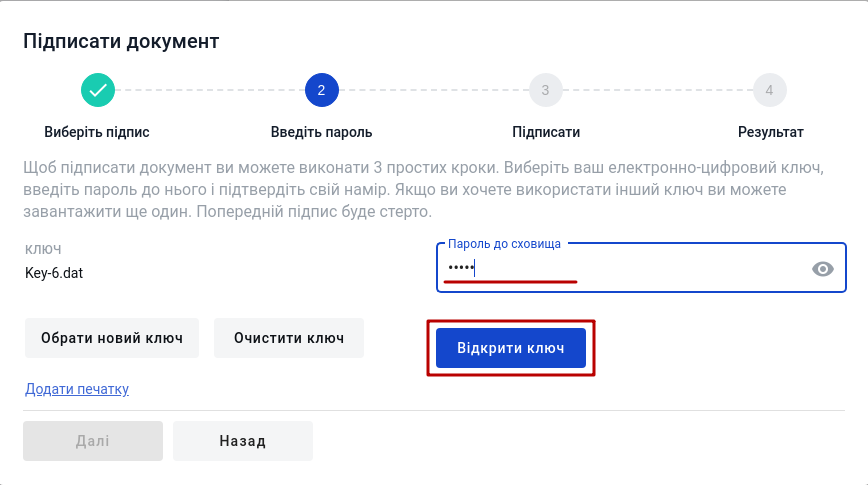 Підписати документ
2
3
4
Виберіть підпис
Введіть пароль
Підписати
Результат
Щоб підписати документ ви можете виконати 3 простих кроки. Виберіть ваш електронно-цифровий ключ,
введіть пароль до нього і підтвердіть свій намір. Якщо ви хочете використати інший ключ ви можете
завантажити ще один. Попередній підпис буде стерто.
ключ
Key-6.dat
Пароль до сховища
•••••
Обрати новий ключ
Очистити ключ
Відкрити ключ
Додати печатку
Далі
Назад